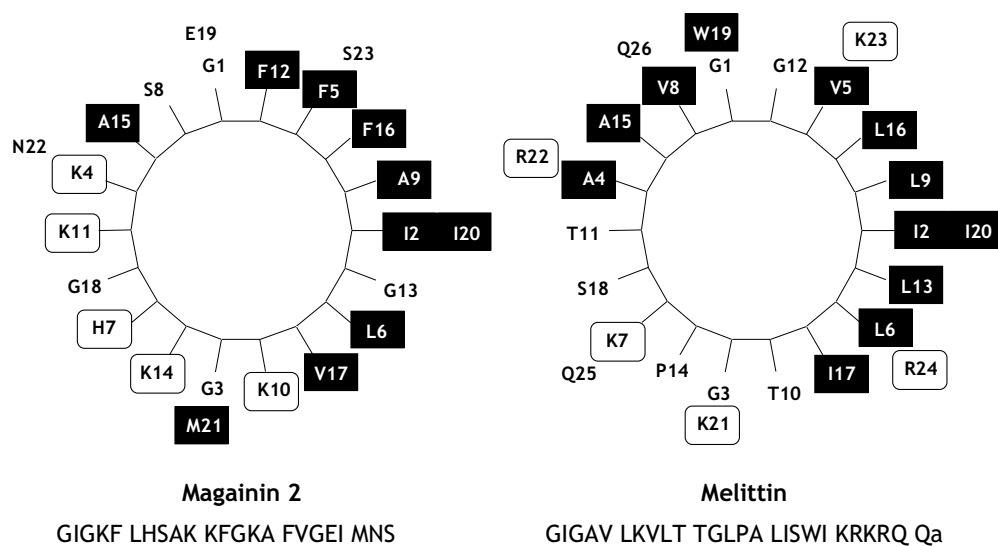 E19
S23
G1
F12
S8
F5
A15
F16
N22
K4
A9
K11
I2 I20
G18
G13
H7
L6
K14
G3
K10
V17
M21
Magainin 2
GIGKF LHSAK KFGKA FVGEI MNS
W19
K23
Q26
G1
G12
V8
V5
A15
L16
R22
A4
L9
T11
I2 I20
S18
L13
K7
L6
Q25
P14
R24
G3
T10
I17
K21
Melittin
GIGAV LKVLT TGLPA LISWI KRKRQ Qa